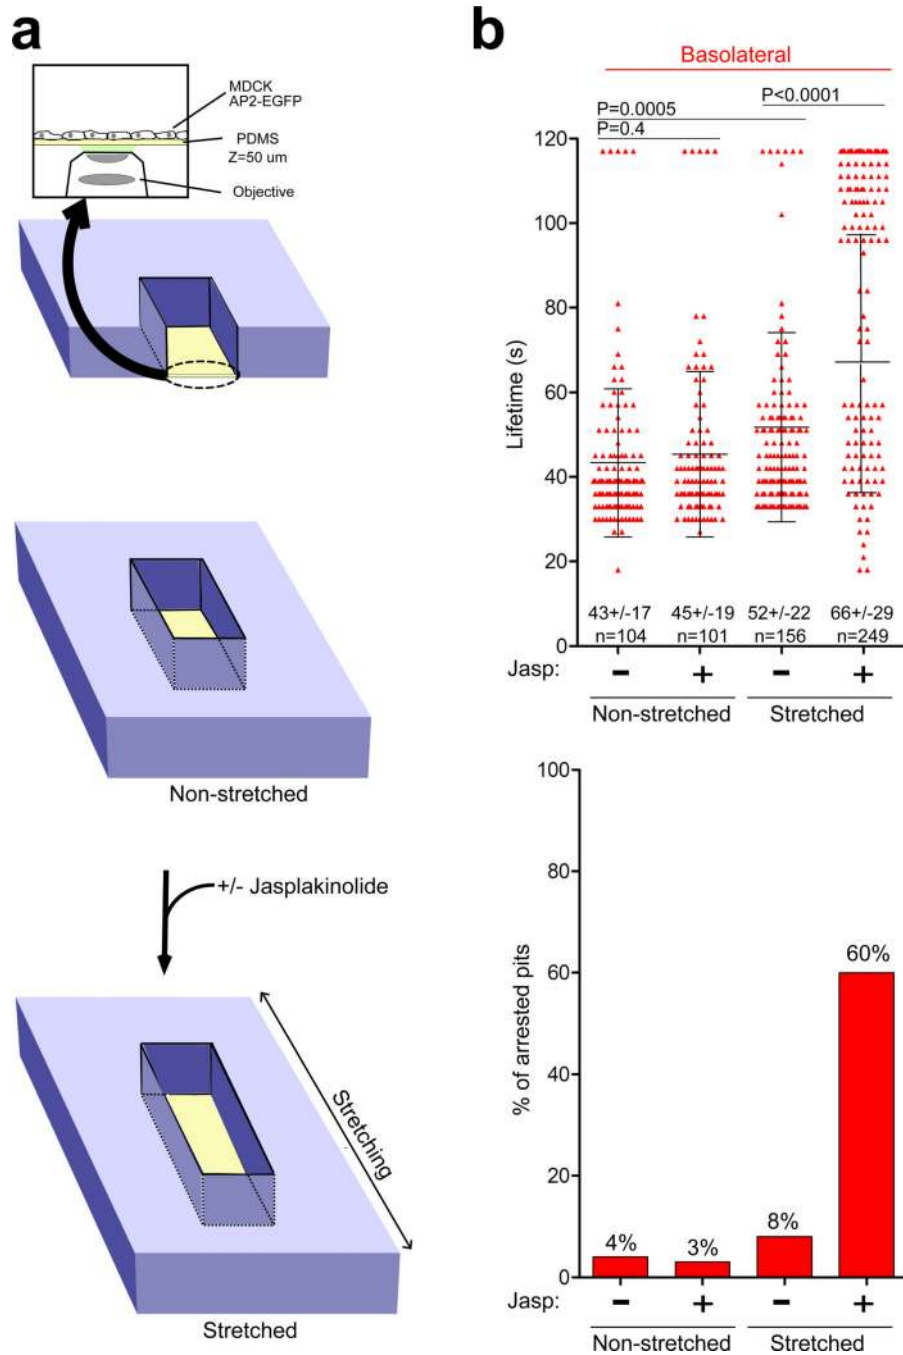 a
MDCK
AP2-EGFP
PDMS
Z=50 um
Objective
Non-stretched
+/- Jasplakinolide
Stretching
Stretched
b
Basolateral
P<0.0001
P=0.0005
P=0.4
120
100
80
60
40
20
0
Lifetime (s)
43+/-17 45+/-19 52+/-22 66+/-29
n=104 n=101 n=156 n=249
Jasp: - + - +
Non-stretched Stretched
100
80
60
40
20
0
% of arrested pits
4% 3% 8% 60%
Jasp: - + - +
Non-stretched Stretched